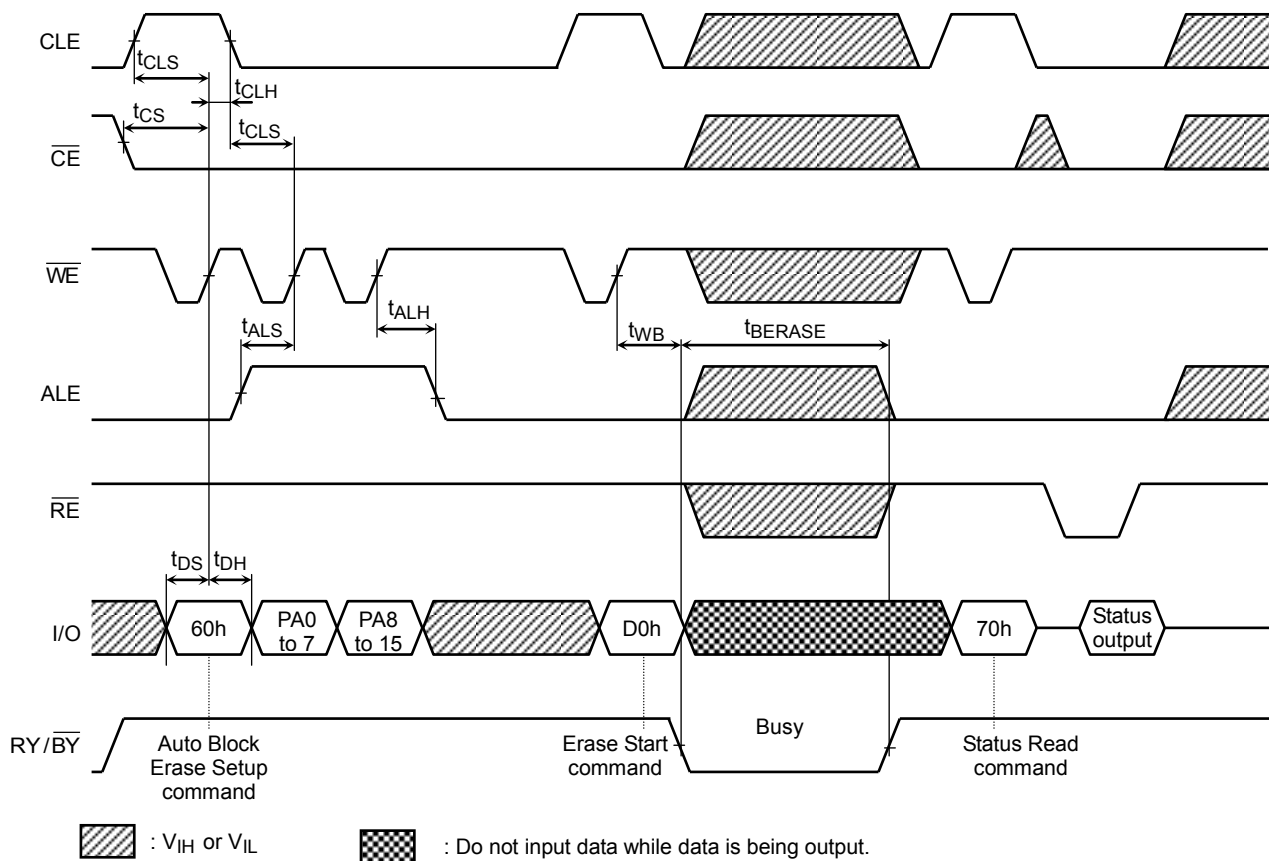 CLE
tCLS
tCLH
tCS
tCLS
CE
WE
tALS
tALH
tWB
tBERASE
ALE
RE
tDS
tDH
I/O
60h
PA0
to 7
PA8
to 15
D0h
70h
Status
output
RY/BY
Busy
Auto Block
Erase Setup
command
Erase Start
command
Status Read
command
: VIH or VIL
: Do not input data while data is being output.